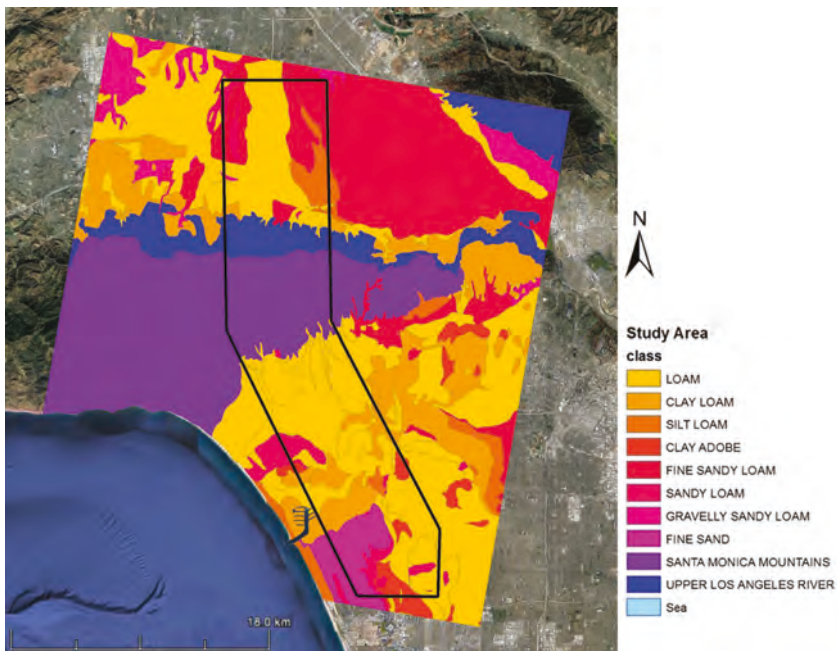 N
Study Area
class
LOAM
CLAY LOAM
SILT LOAM
CLAY ADOBE
FINE SANDY LOAM
SANDY LOAM
GRAVELLY SANDY LOAM
FINE SAND
SANTA MONICA MOUNTAINS
UPPER LOS ANGELES RIVER
Sea
18.0 km